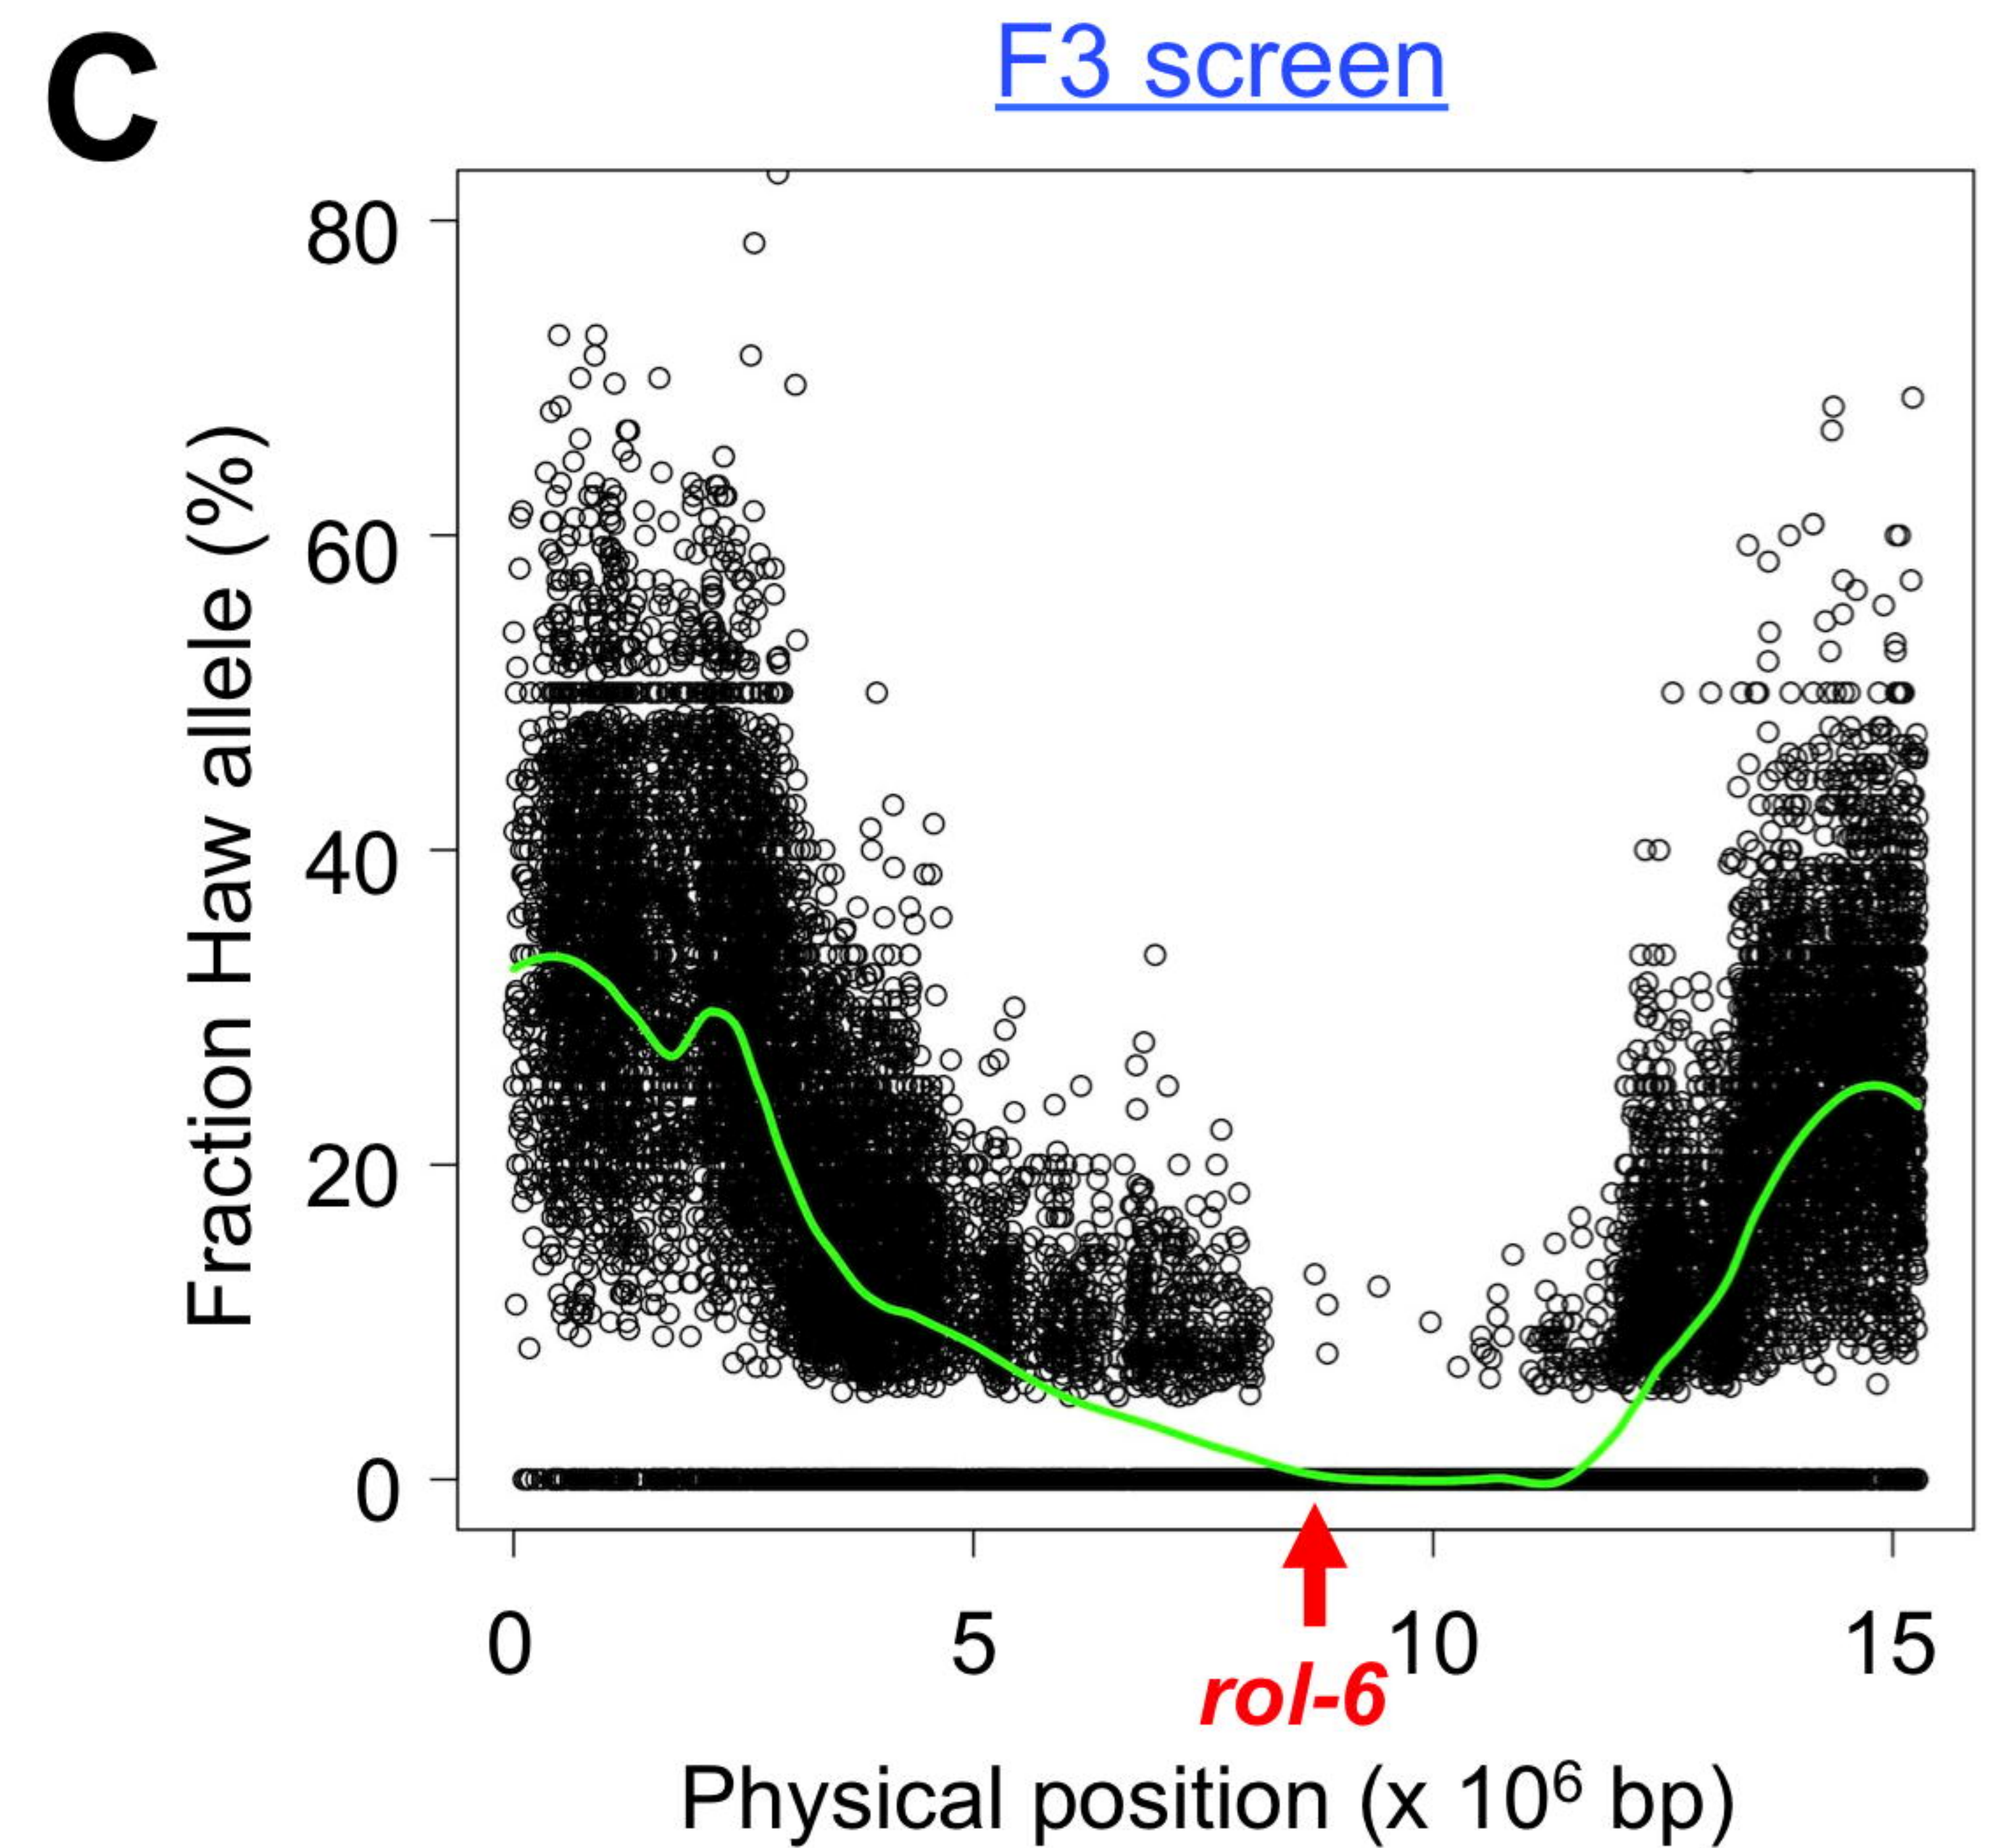 C
F3 screen
Fraction Haw allele (%)
80
60
40
20
0
0 5 10 15
rol-6
Physical position (x 10⁶ bp)